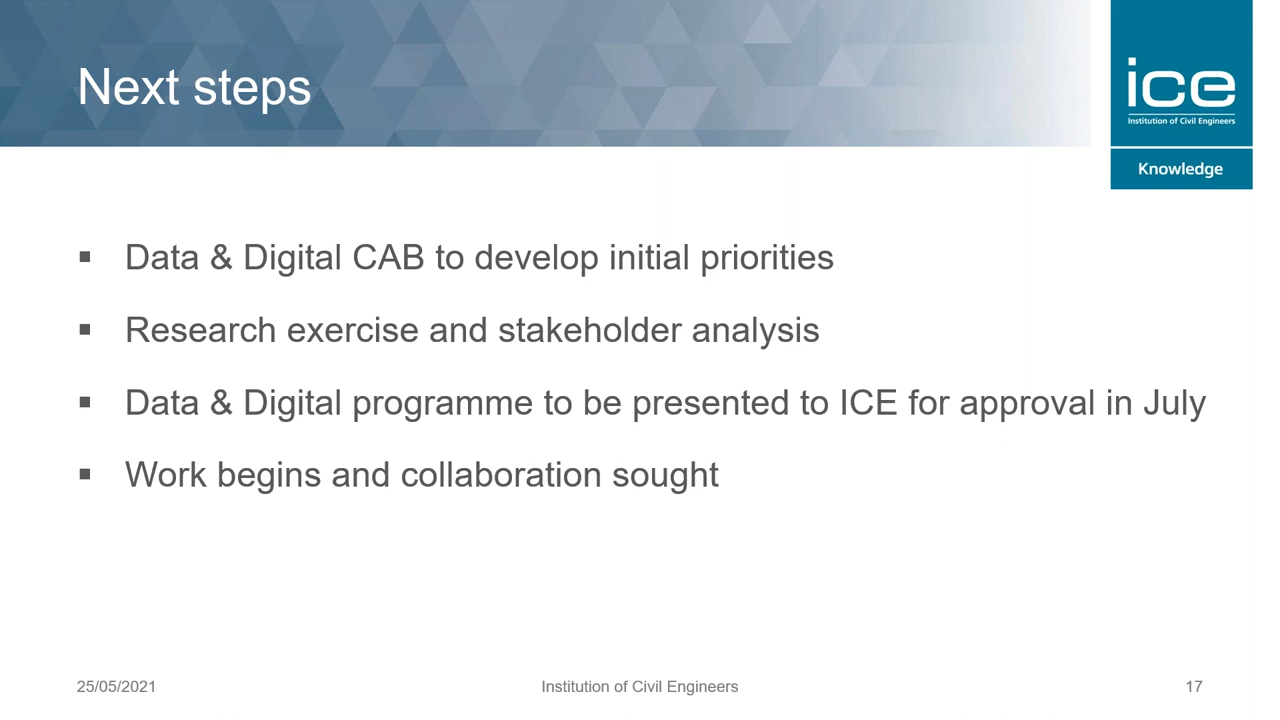 Next steps
ice
Institution of Civil Engineers
Knowledge
▪ Data & Digital CAB to develop initial priorities
▪ Research exercise and stakeholder analysis
▪ Data & Digital programme to be presented to ICE for approval in July
▪ Work begins and collaboration sought
25/05/2021
Institution of Civil Engineers
17